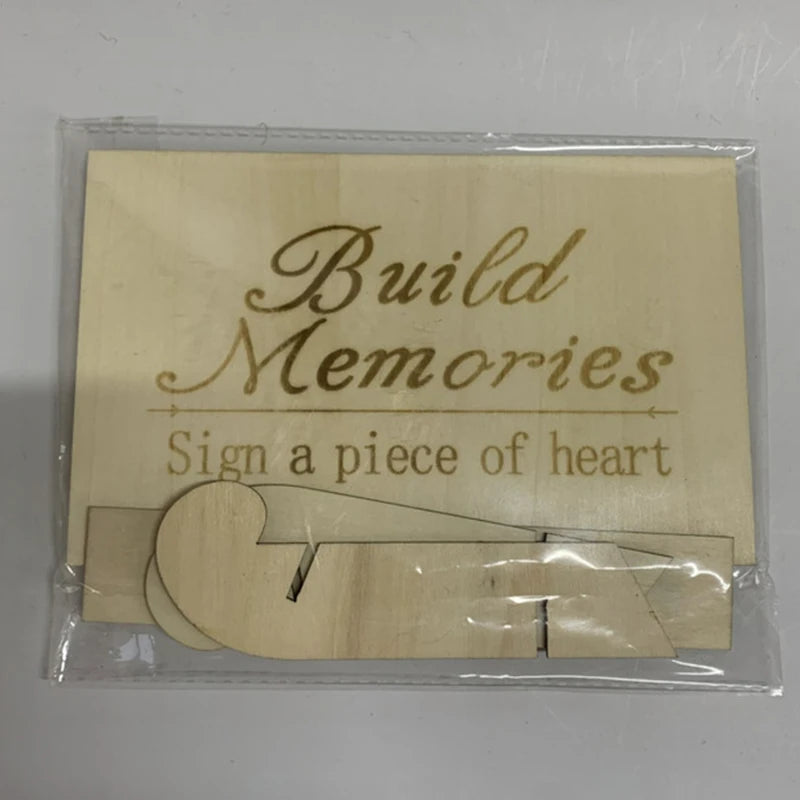 Build
Memories
Sign a piece of heart